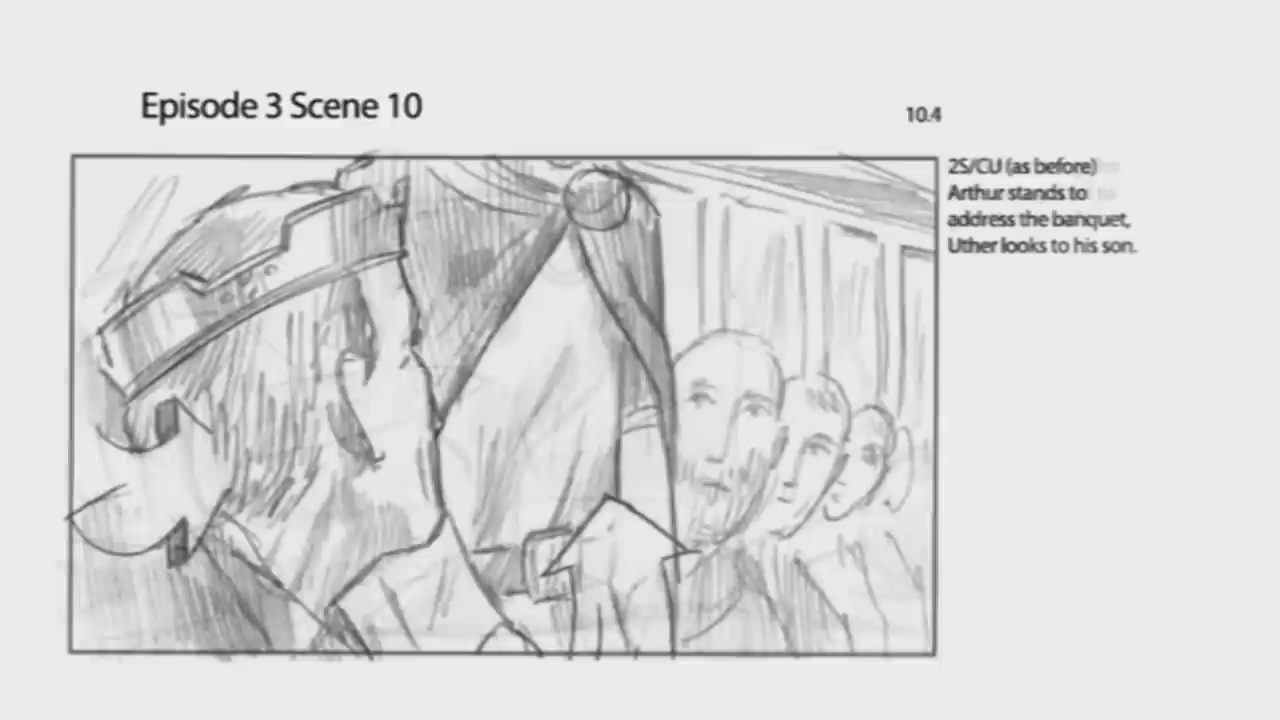 Episode 3 Scene 10
10.4
2S/CU (as before)
Arthur stands to
address the banquet,
Uther looks to his son.